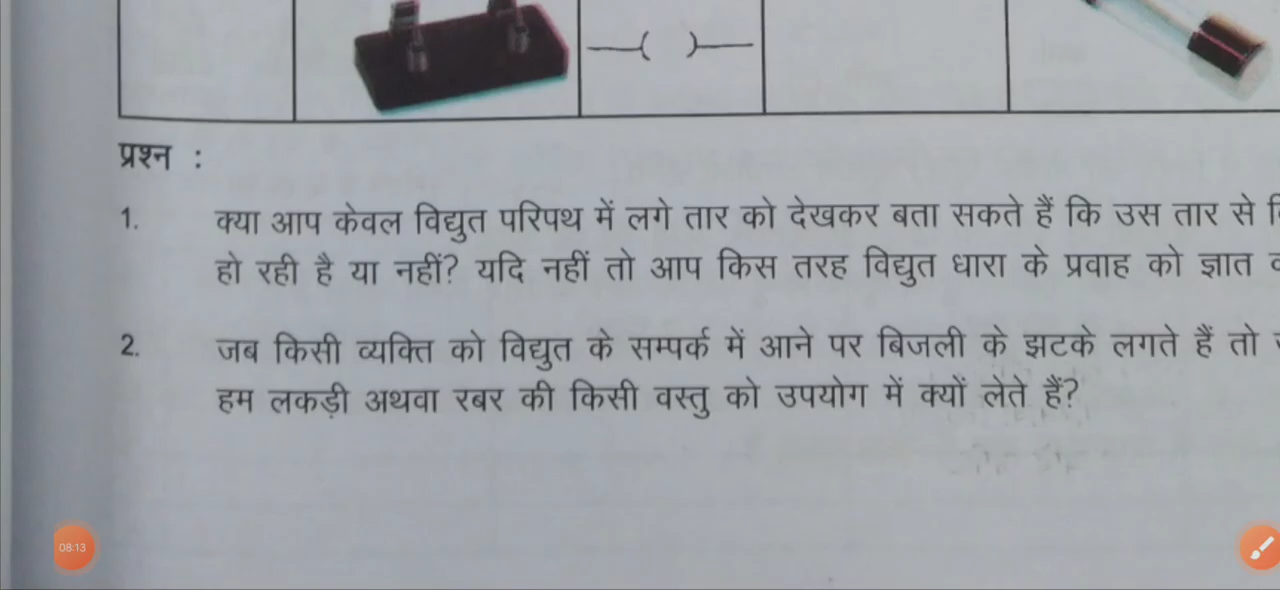 प्रश्न :
1. क्या आप केवल विद्युत परिपथ में लगे तार को देखकर बता सकते हैं कि उस तार से
हो रही है या नहीं? यदि नहीं तो आप किस तरह विद्युत धारा के प्रवाह को ज्ञात
2. जब किसी व्यक्ति को विद्युत के सम्पर्क में आने पर बिजली के झटके लगते हैं तो
हम लकड़ी अथवा रबर की किसी वस्तु को उपयोग में क्यों लेते हैं?
08:13